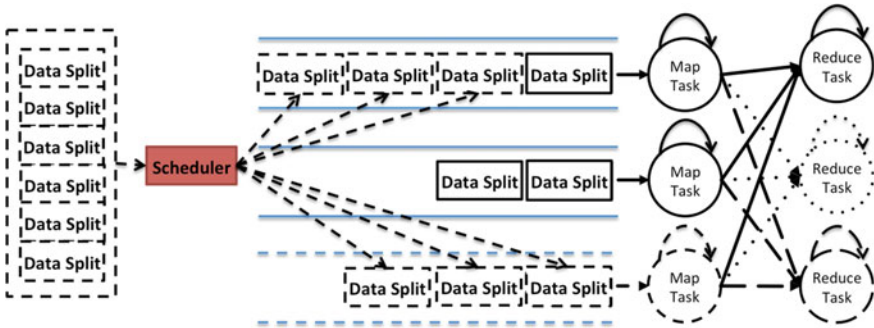 Data Split
Data Split
Data Split
Data Split
Data Split
Data Split
Scheduler
Data Split Data Split Data Split Data Split
Data Split Data Split
Data Split Data Split Data Split
Map
Task
Map
Task
Map
Task
Reduce
Task
Reduce
Task
Reduce
Task